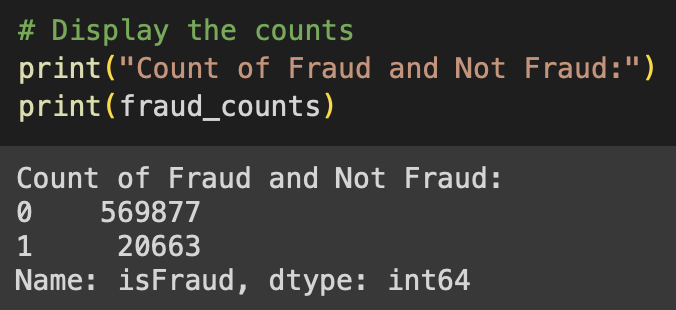 # Display the counts
print("Count of Fraud and Not Fraud:")
print(fraud_counts)
Count of Fraud and Not Fraud:
0    569877
1     20663
Name: isFraud, dtype: int64